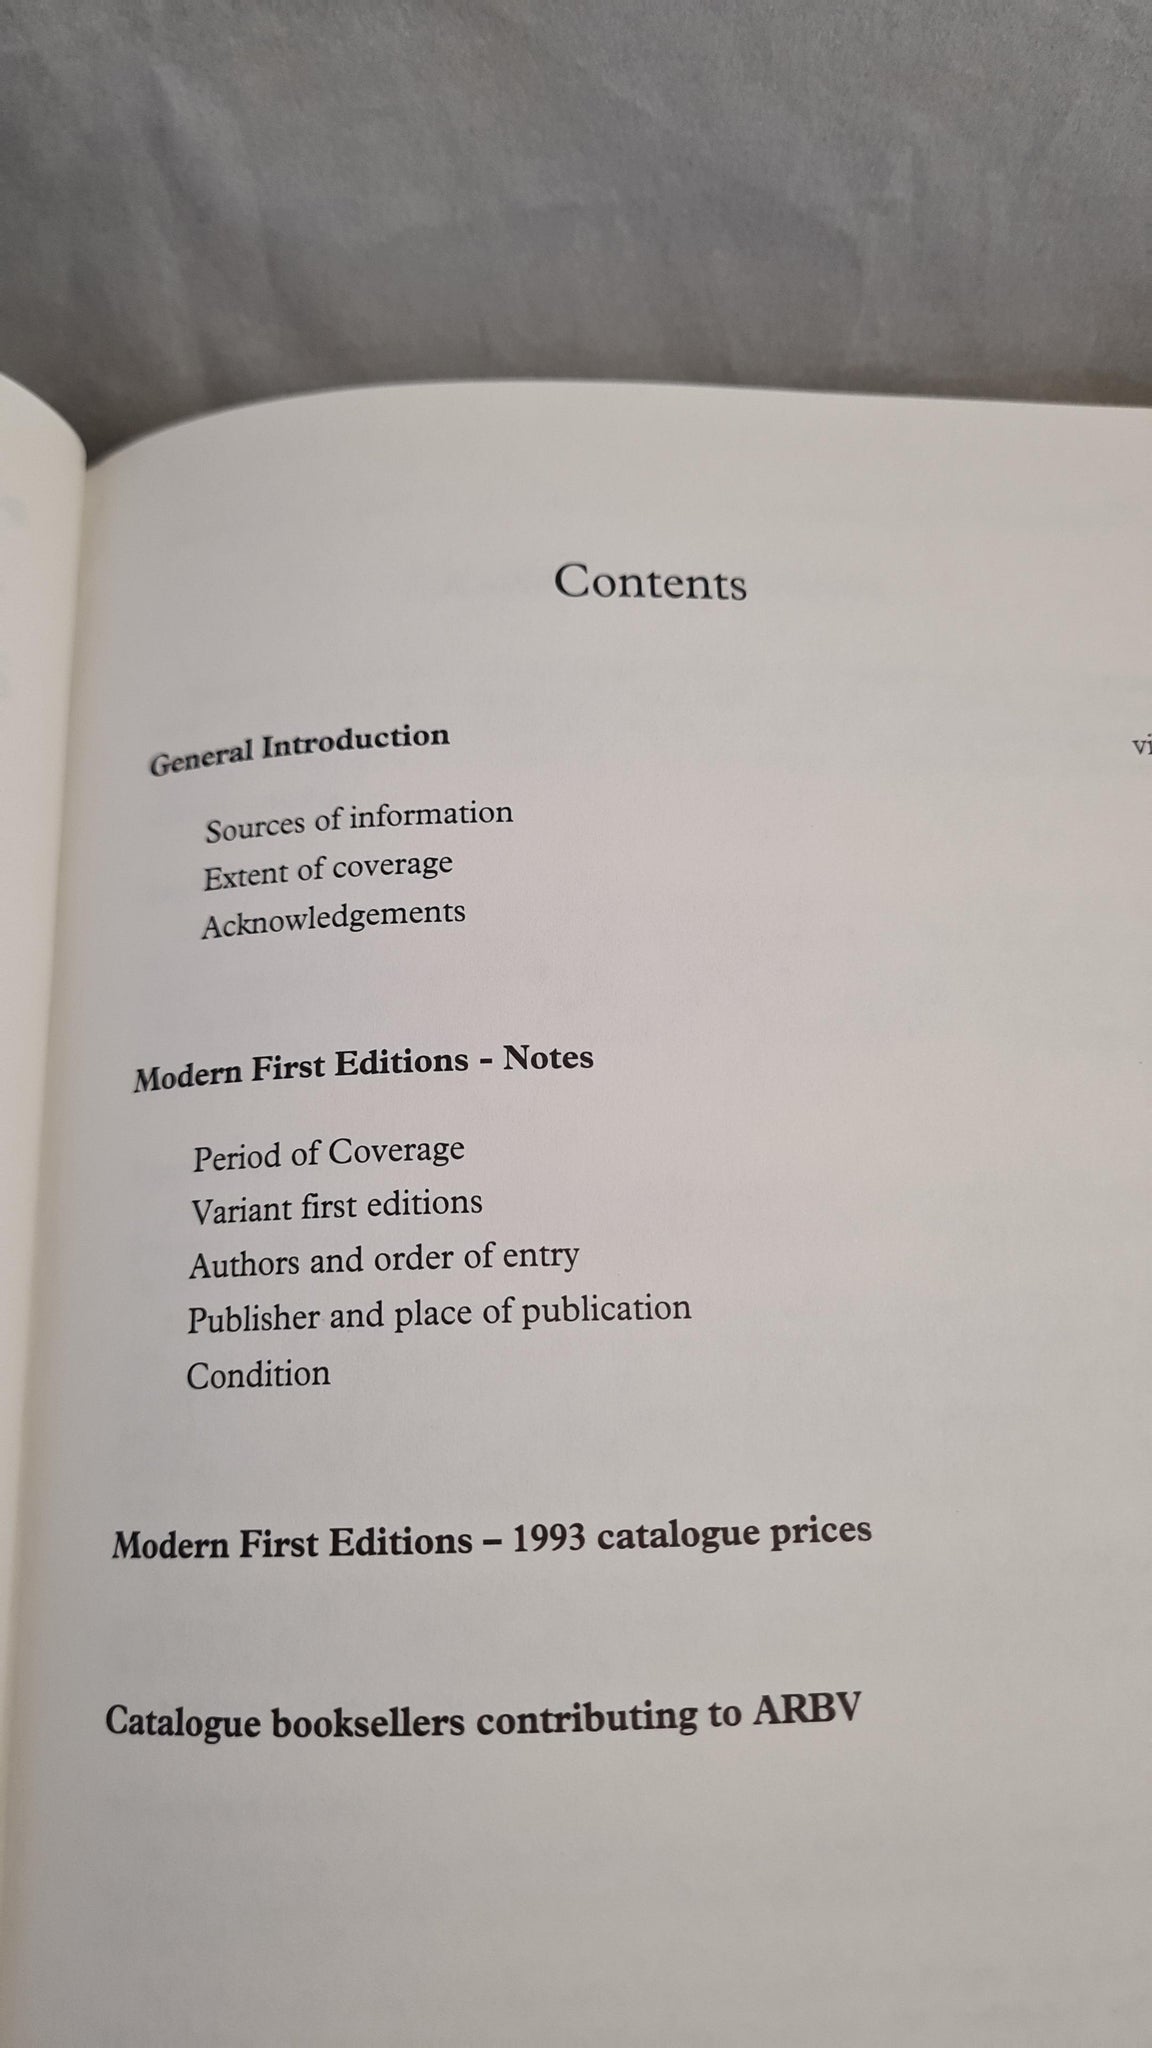 Contents
General Introduction
Sources of information
Extent of coverage
Acknowledgements
Modern First Editions - Notes
Period of Coverage
Variant first editions
Authors and order of entry
Publisher and place of publication
Condition
Modern First Editions – 1993 catalogue prices
Catalogue booksellers contributing to ARBV